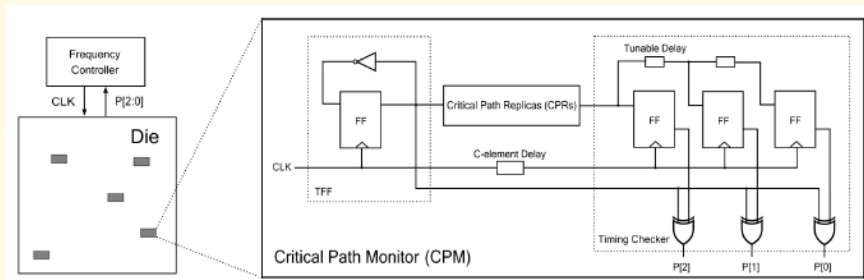 Frequency
Controller
CLK
P[2:0]
Die
Tunable Delay
Critical Path Replicas (CPRs)
FF
FF
FF
FF
C-element Delay
CLK
TFF
Timing Checker
Critical Path Monitor (CPM)
P[2]
P[1]
P[0]